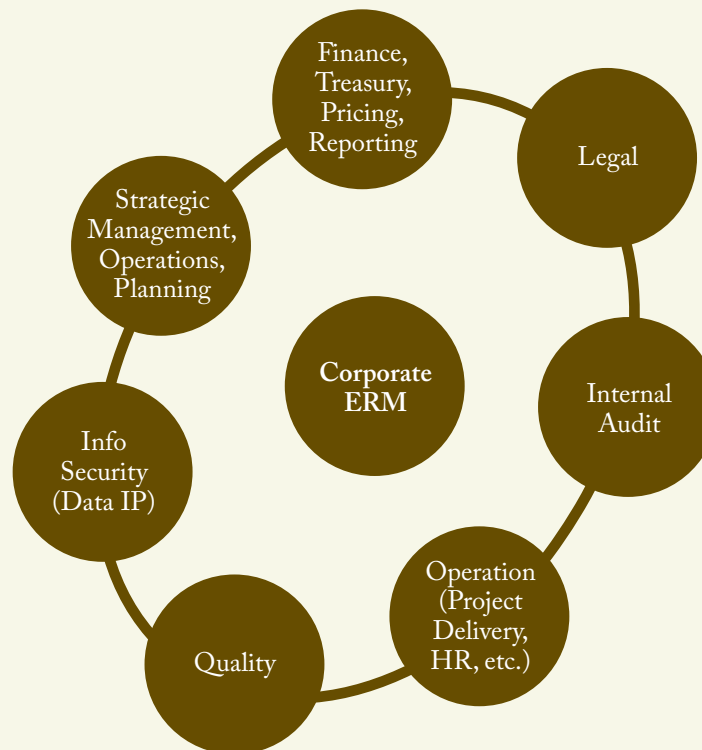 Finance,
Treasury,
Pricing,
Reporting
Legal
Strategic
Management,
Operations,
Planning
Corporate
ERM
Internal
Audit
Info
Security
(Data IP)
Operation
(Project
Delivery,
HR, etc.)
Quality